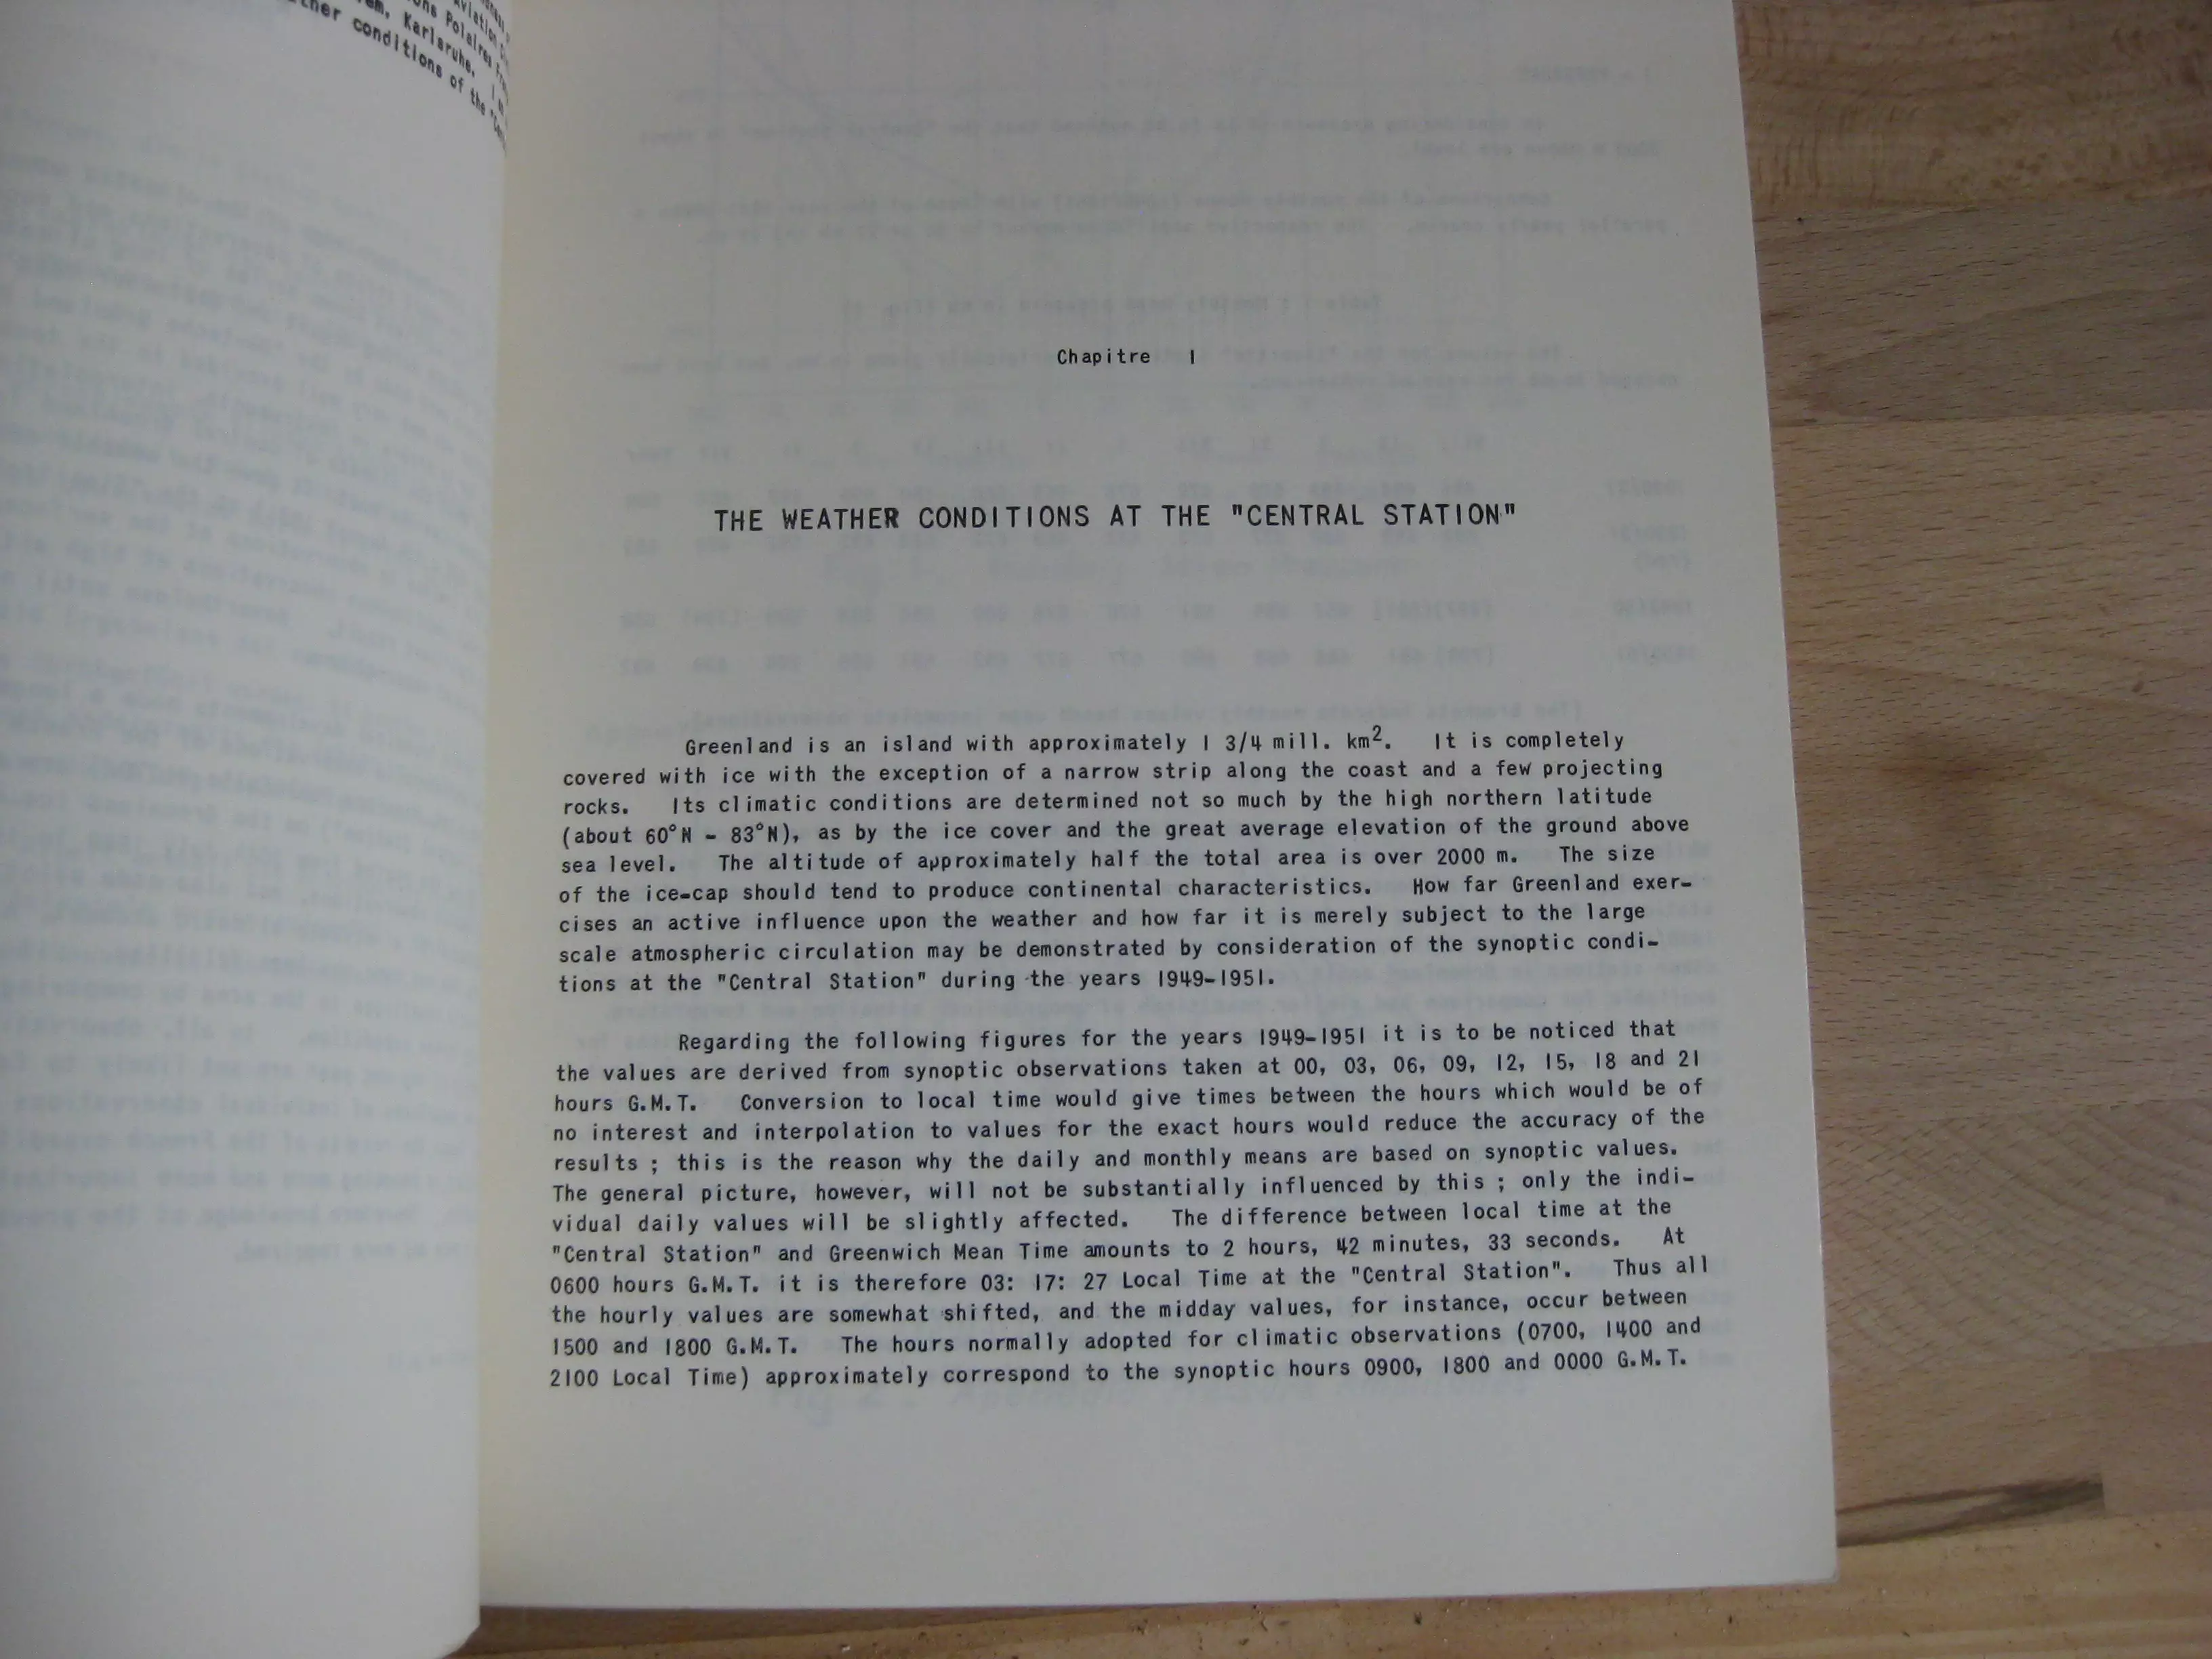 Karlsruhe.
conditions of the
Chapitre I
THE WEATHER CONDITIONS AT THE "CENTRAL STATION"
Greenland is an island with approximately 1 3/4 mill. km². It is completely
covered with ice with the exception of a narrow strip along the coast and a few projecting
rocks. Its climatic conditions are determined not so much by the high northern latitude
(about 60°N - 83°N), as by the ice cover and the great average elevation of the ground above
sea level. The altitude of approximately half the total area is over 2000 m. The size
of the ice-cap should tend to produce continental characteristics. How far Greenland exer-
cises an active influence upon the weather and how far it is merely subject to the large
scale atmospheric circulation may be demonstrated by consideration of the synoptic condi-
tions at the "Central Station" during the years 1949-1951.
Regarding the following figures for the years 1949-1951 it is to be noticed that
the values are derived from synoptic observations taken at 00, 03, 06, 09, 12, 15, 18 and 21
hours G.M.T. Conversion to local time would give times between the hours which would be of
no interest and interpolation to values for the exact hours would reduce the accuracy of the
results ; this is the reason why the daily and monthly means are based on synoptic values.
The general picture, however, will not be substantially influenced by this ; only the indi-
vidual daily values will be slightly affected. The difference between local time at the
"Central Station" and Greenwich Mean Time amounts to 2 hours, 42 minutes, 33 seconds. At
0600 hours G.M.T. it is therefore 03: 17: 27 Local Time at the "Central Station". Thus all
the hourly values are somewhat shifted, and the midday values, for instance, occur between
1500 and 1800 G.M.T. The hours normally adopted for climatic observations (0700, 1400 and
2100 Local Time) approximately correspond to the synoptic hours 0900, 1800 and 0000 G.M.T.